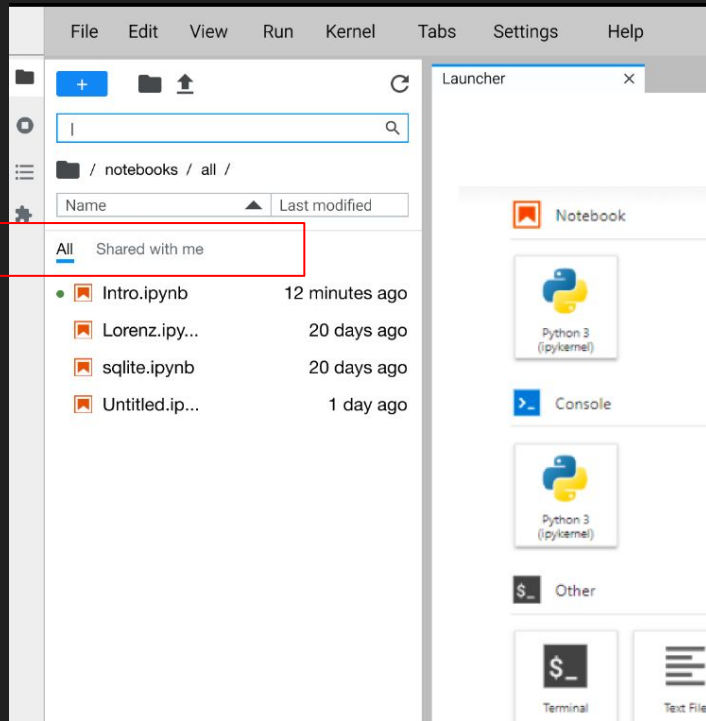 File Edit View Run Kernel Tabs Settings Help
+
Launcher ×
/ notebooks / all /
Name Last modified
All Shared with me
Intro.ipynb 12 minutes ago
Lorenz.ipy... 20 days ago
sqlite.ipynb 20 days ago
Untitled.ip... 1 day ago
Notebook
Python 3
(ipykernel)
>_ Console
Python 3
(ipykernel)
$_ Other
$_
Terminal
Text File